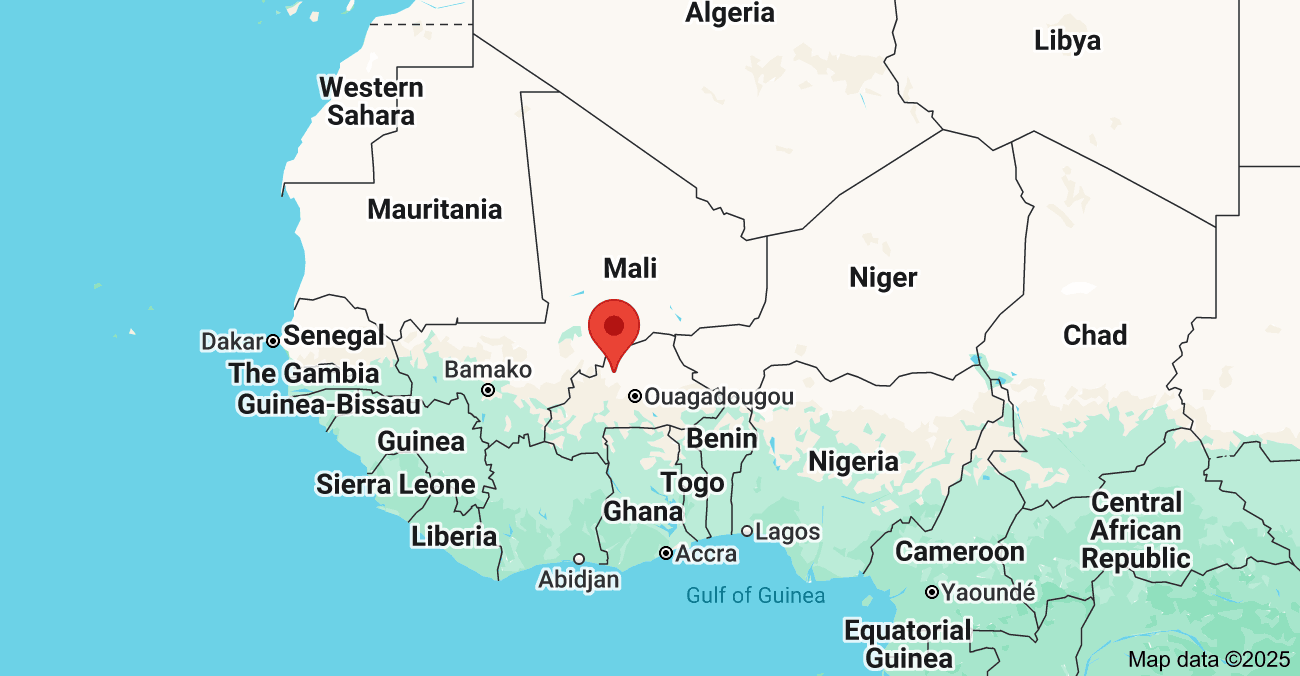 Algeria
Libya
Western
Sahara
Mauritania
Mali
Niger
Chad
Dakar
Senegal
The Gambia
Bamako
Guinea-Bissau
Ouagadougou
Guinea
Benin
Nigeria
Sierra Leone
Togo
Ghana
Central
African
Republic
Liberia
Lagos
Accra
Cameroon
Abidjan
Gulf of Guinea
Yaoundé
Equatorial
Guinea
Map data ©2025